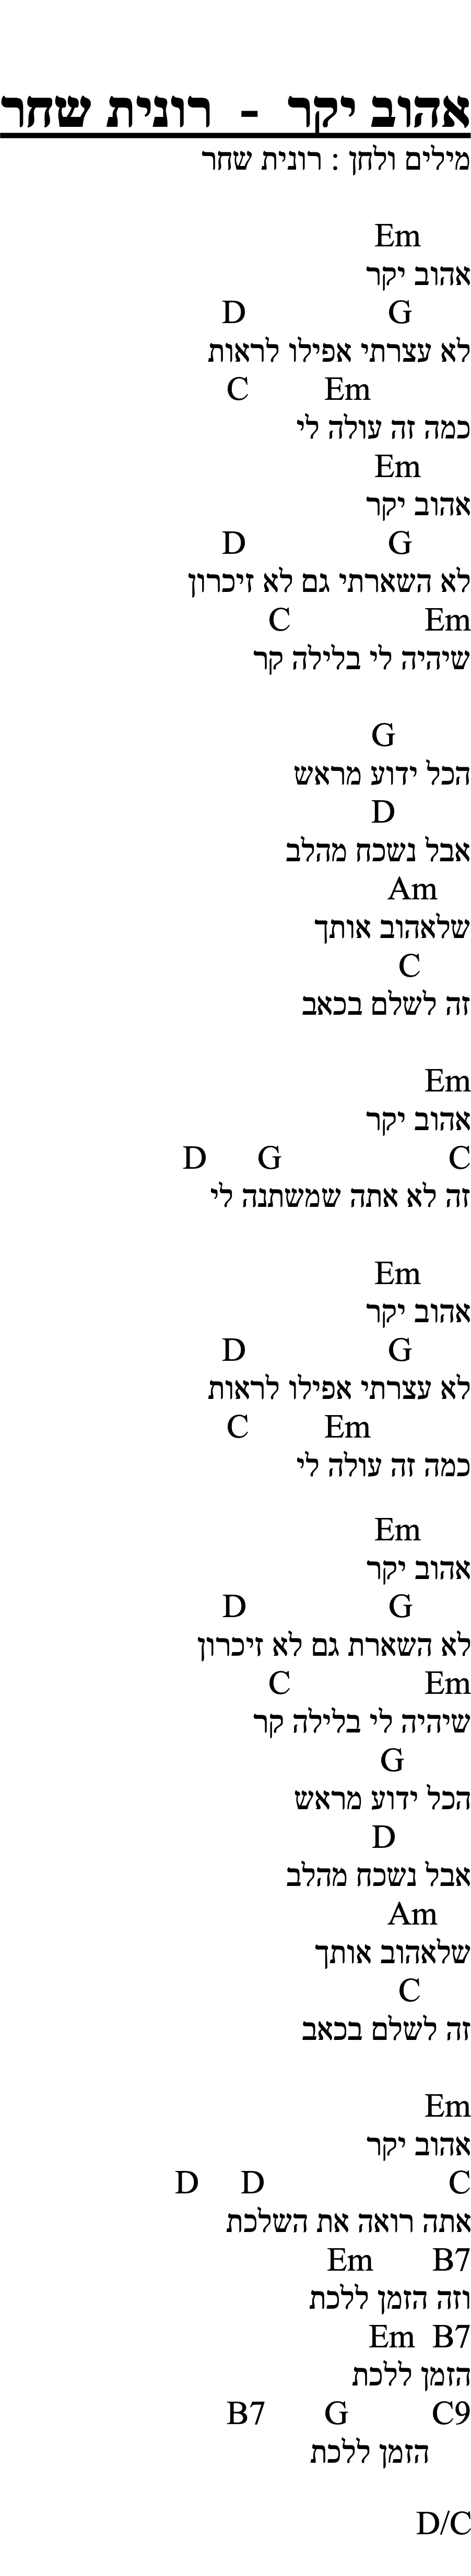 אהוב יקר - רונית שחר
מילים ולחן : רונית שחר
Em
אהוב יקר
D G
לא עצרתי אפילו לראות
C Em
כמה זה עולה לי
Em
אהוב יקר
D G
לא השארתי גם לא זיכרון
C Em
שיהיה לי בלילה קר
G
הכל ידוע מראש
D
אבל נשכח מהלב
Am
שלאהוב אותך
C
זה לשלם בכאב
Em
אהוב יקר
D G C
זה לא אתה שמשתנה לי
Em
אהוב יקר
D G
לא עצרתי אפילו לראות
C Em
כמה זה עולה לי
Em
אהוב יקר
D G
לא השארת גם לא זיכרון
C Em
שיהיה לי בלילה קר
G
הכל ידוע מראש
D
אבל נשכח מהלב
Am
שלאהוב אותך
C
זה לשלם בכאב
Em
אהוב יקר
D D C
אתה רואה את השלכת
Em B7
וזה הזמן ללכת
Em B7
הזמן ללכת
B7 G C9
הזמן ללכת
D/C